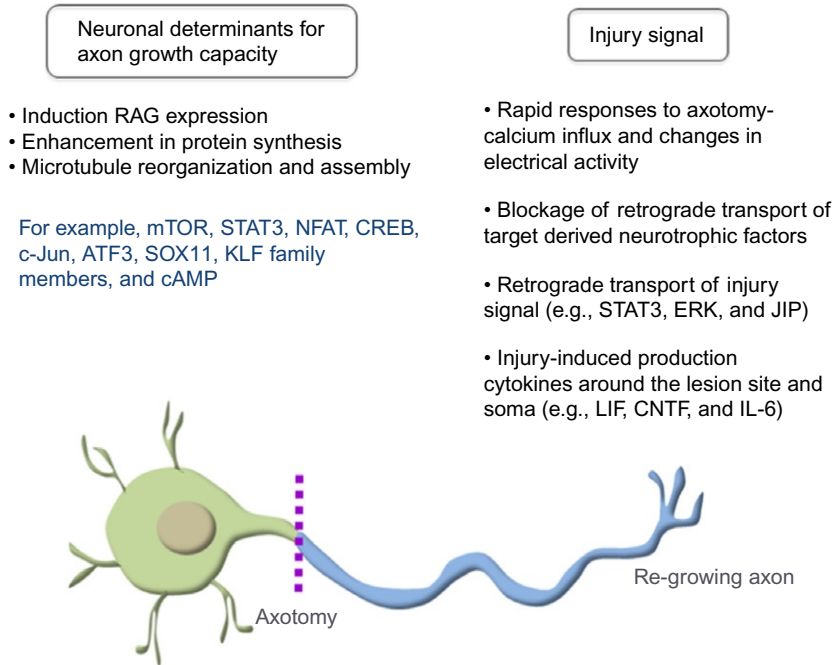 Neuronal determinants for
axon growth capacity
• Induction RAG expression
• Enhancement in protein synthesis
• Microtubule reorganization and assembly
For example, mTOR, STAT3, NFAT, CREB,
c-Jun, ATF3, SOX11, KLF family
members, and cAMP
Injury signal
• Rapid responses to axotomy-
calcium influx and changes in
electrical activity
• Blockage of retrograde transport of
target derived neurotrophic factors
• Retrograde transport of injury
signal (e.g., STAT3, ERK, and JIP)
• Injury-induced production
cytokines around the lesion site and
soma (e.g., LIF, CNTF, and IL-6)
Re-growing axon
Axotomy